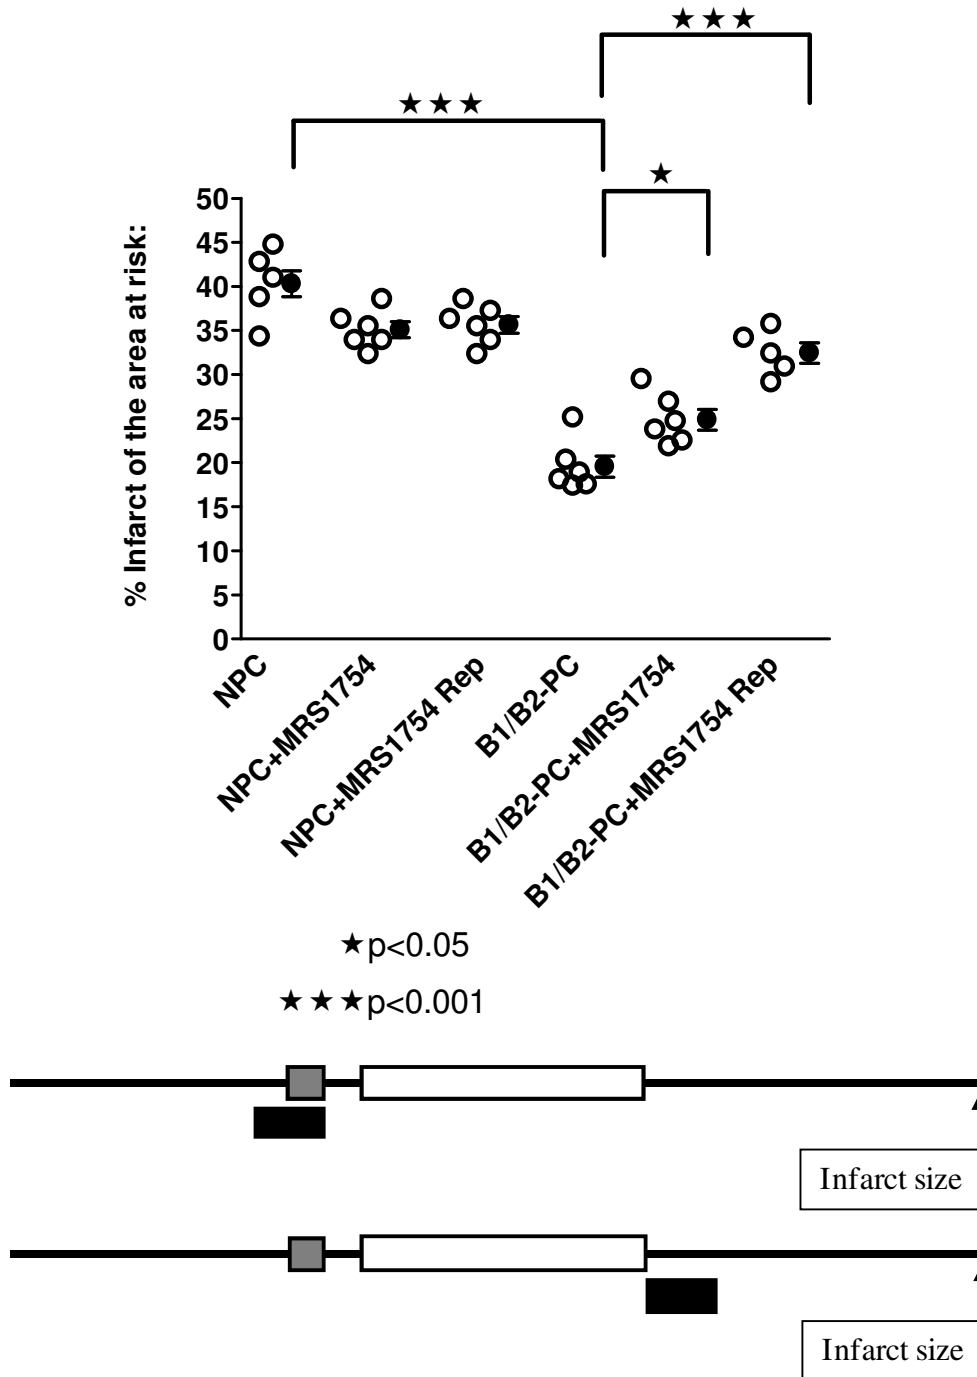 ★★★
★★★
★
% Infarct of the area at risk:
50
45
40
35
30
25
20
15
10
5
0
NPC
NPC+MRS1754
NPC+MRS1754 Rep
B1/B2-PC
B1/B2-PC+MRS1754
B1/B2-PC+MRS1754 Rep
★p<0.05
★★★p<0.001
Infarct size
Infarct size